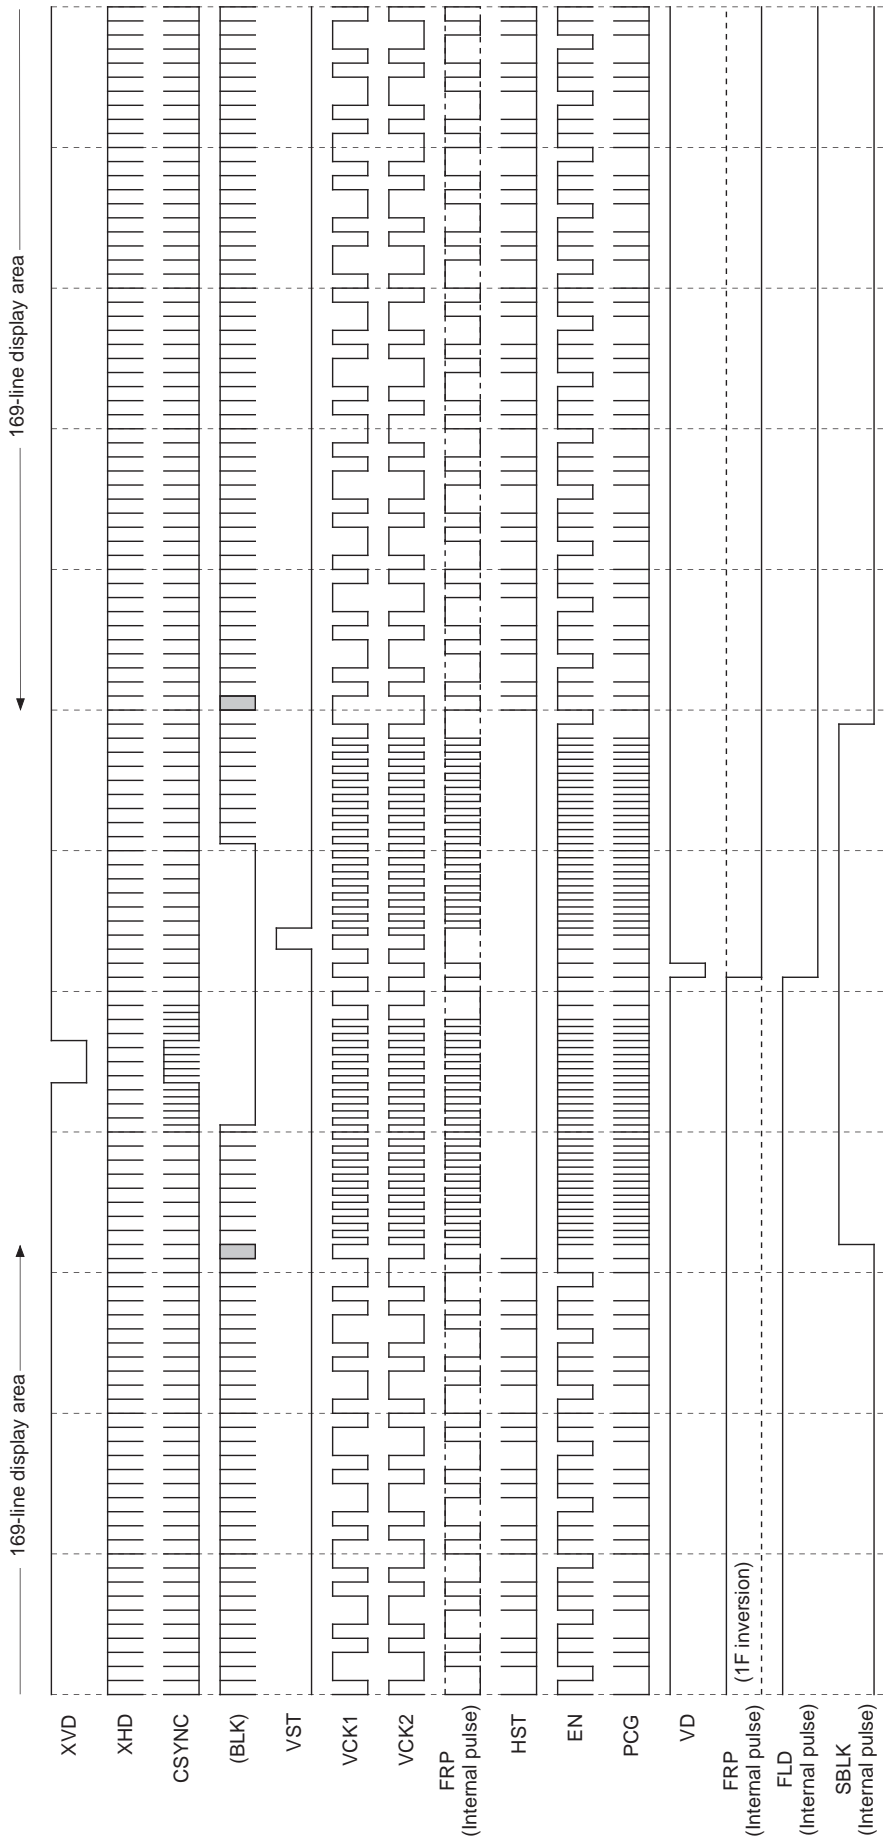 169-line display area
169-line display area
XVD
XHD
CSYNC
(BLK)
VST
VCK1
VCK2
FRP
(Internal pulse)
HST
EN
PCG
VD
FRP
(Internal pulse)
(1F inversion)
FLD
(Internal pulse)
SBLK
(Internal pulse)